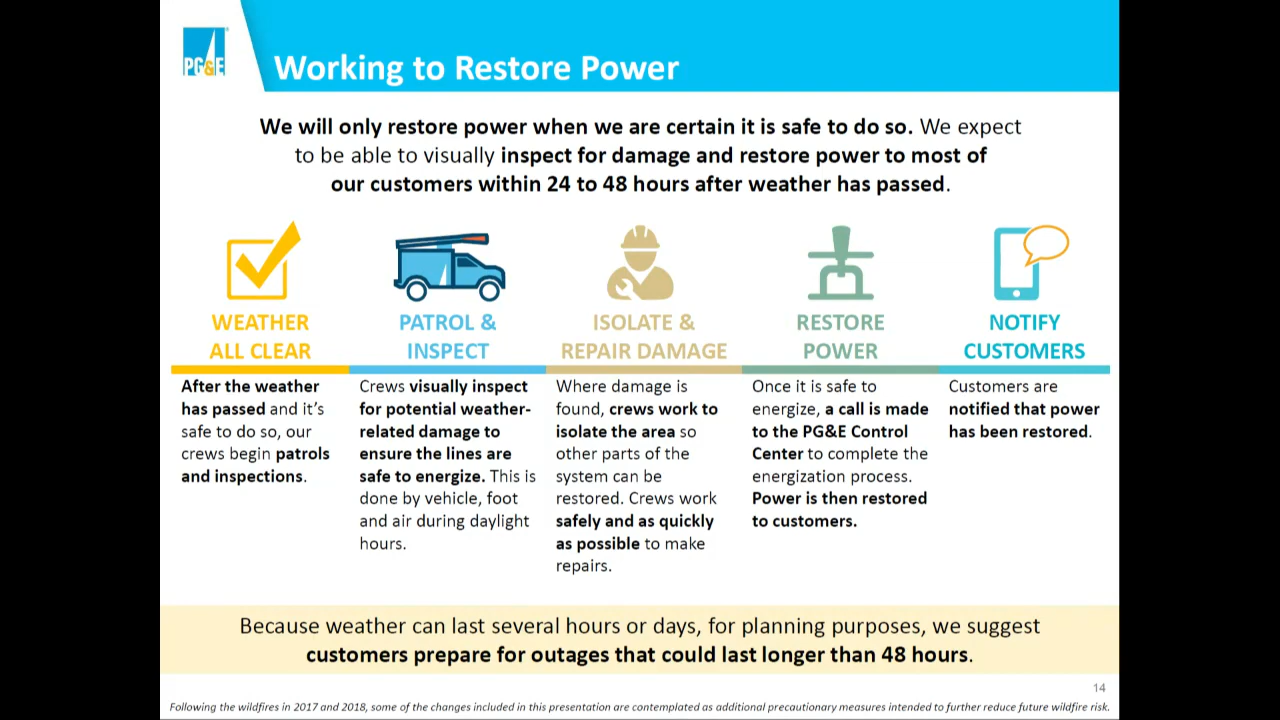 PG&E
Working to Restore Power
We will only restore power when we are certain it is safe to do so. We expect
to be able to visually inspect for damage and restore power to most of
our customers within 24 to 48 hours after weather has passed.
WEATHER
ALL CLEAR
After the weather
has passed and it's
safe to do so, our
crews begin patrols
and inspections.
PATROL &
INSPECT
Crews visually inspect
for potential weather-
related damage to
ensure the lines are
safe to energize. This is
done by vehicle, foot
and air during daylight
hours.
ISOLATE &
REPAIR DAMAGE
Where damage is
found, crews work to
isolate the area so
other parts of the
system can be
restored. Crews work
safely and as quickly
as possible to make
repairs.
RESTORE
POWER
Once it is safe to
energize, a call is made
to the PG&E Control
Center to complete the
energization process.
Power is then restored
to customers.
NOTIFY
CUSTOMERS
Customers are
notified that power
has been restored.
Because weather can last several hours or days, for planning purposes, we suggest
customers prepare for outages that could last longer than 48 hours.
14
Following the wildfires in 2017 and 2018, some of the changes included in this presentation are contemplated as additional precautionary measures intended to further reduce future wildfire risk.